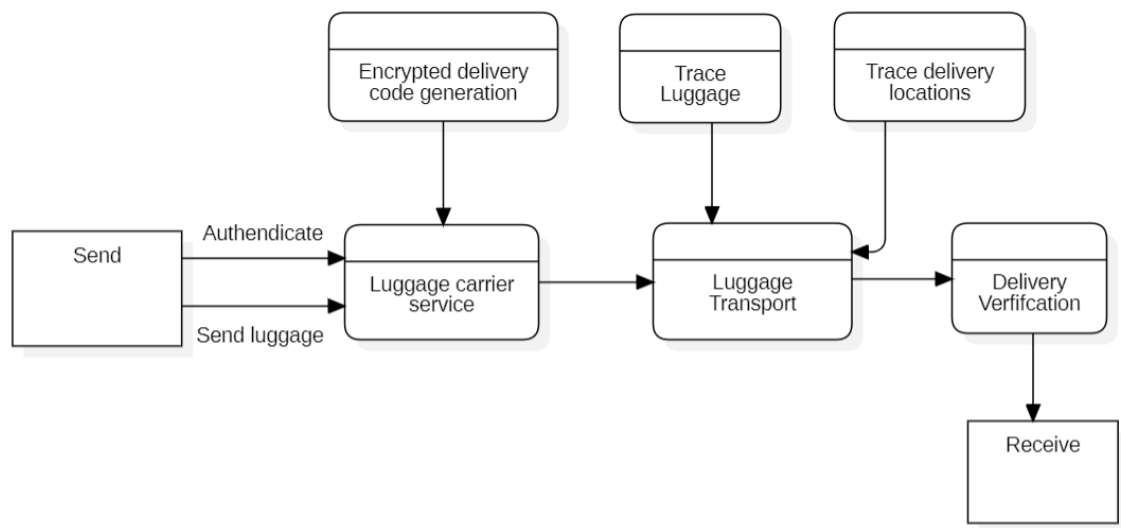 Encrypted delivery
code generation
Trace
Luggage
Trace delivery
locations
Authendicate
Send
Luggage carrier
service
Luggage
Transport
Delivery
Verfifcation
Send luggage
Receive